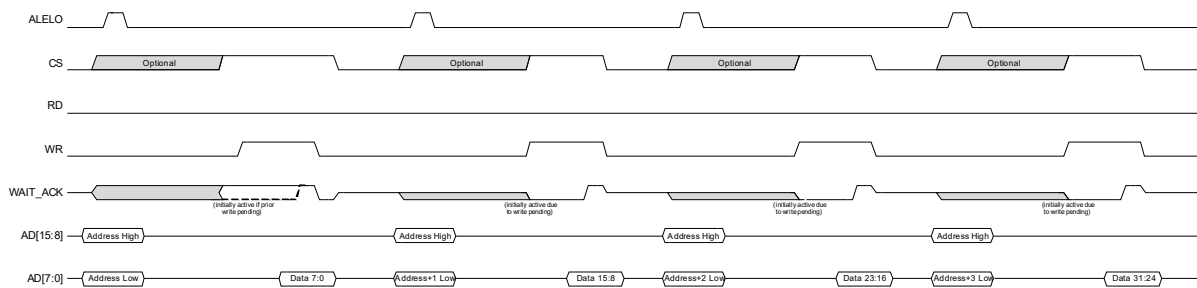 ALELO
CS
Optional
Optional
Optional
Optional
RD
WR
WAIT_ACK
(initially active if prior
write pending)
(initially active due
to write pending)
(initially active due
to write pending)
(initially active due
to write pending)
AD[15:8]
Address High
Address High
Address High
Address High
AD[7:0]
Address Low
Data 7:0
Address+1 Low
Data 15:8
Address+2 Low
Data 23:16
Address+3 Low
Data 31:24